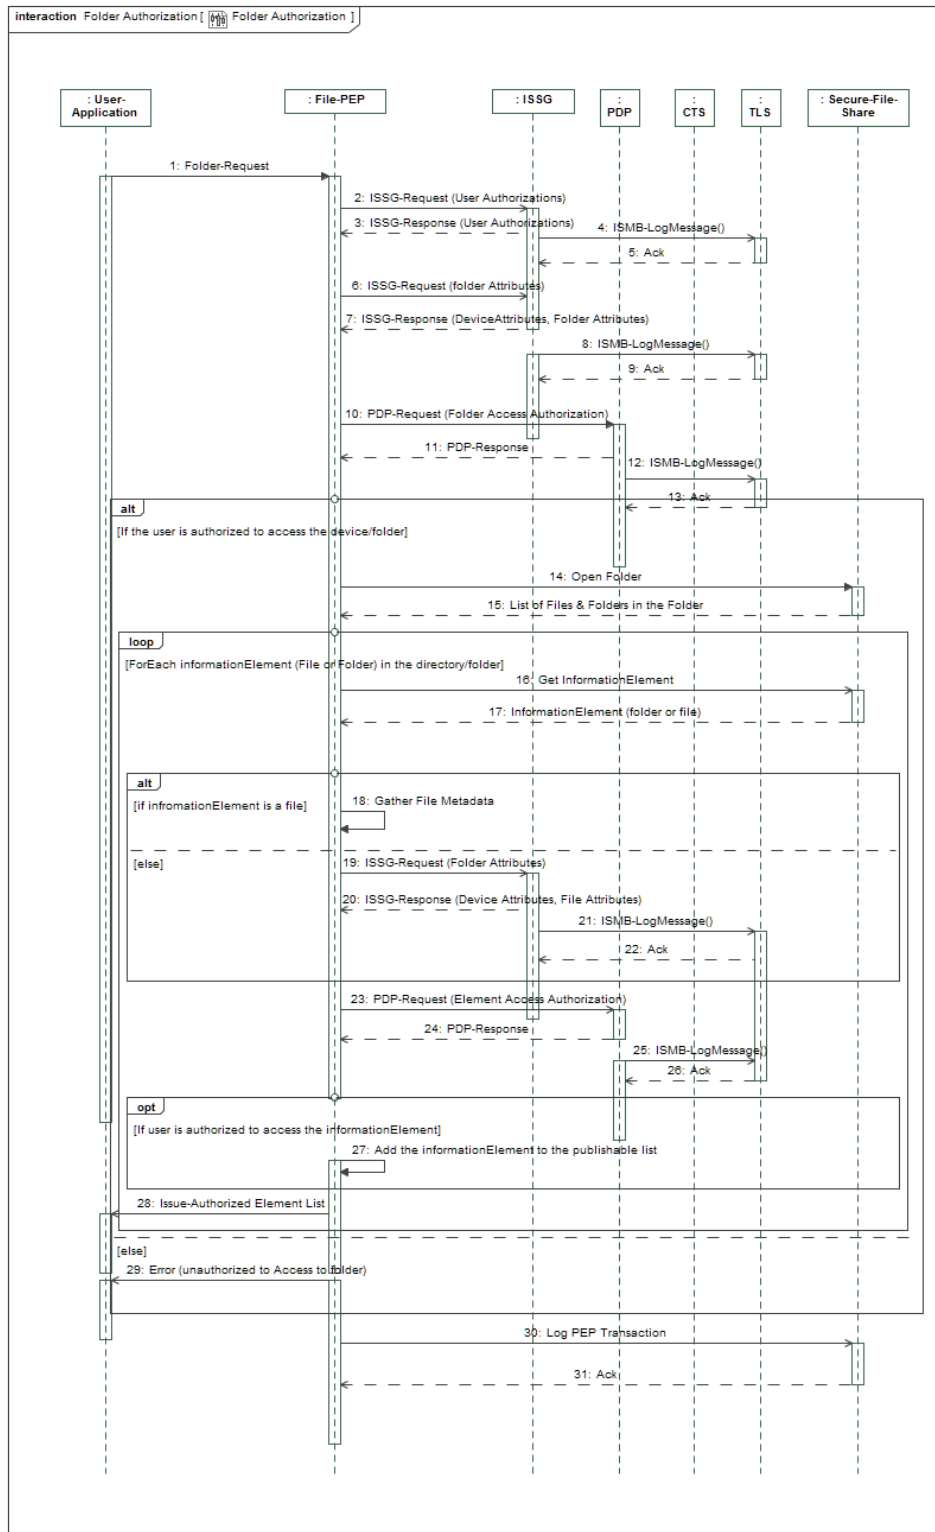 interaction Folder Authorization [ Folder Authorization ]
: User-
Application
: File-PEP
: ISSG
:
PDP
:
CTS
:
TLS
: Secure-File-
Share
1: Folder-Request
2: ISSG-Request (User Authorizations)
3: ISSG-Response (User Authorizations)
4: ISMB-LogMessage()
5: Ack
6: ISSG-Request (folder Attributes)
7: ISSG-Response (DeviceAttributes, Folder Attributes)
8: ISMB-LogMessage()
9: Ack
10: PDP-Request (Folder Access Authorization)
11: PDP-Response
12: ISMB-LogMessage()
13: Ack
alt
[If the user is authorized to access the device/folder]
14: Open Folder
15: List of Files & Folders in the Folder
loop
[ForEach informationElement (File or Folder) in the directory/folder]
16: Get InformationElement
17: InformationElement (folder or file)
alt
[if infromationElement is a file]
18: Gather File Metadata
[else]
19: ISSG-Request (Folder Attributes)
20: ISSG-Response (Device Attributes, File Attributes)
21: ISMB-LogMessage()
22: Ack
23: PDP-Request (Element Access Authorization)
24: PDP-Response
25: ISMB-LogMessage()
26: Ack
opt
[If user is authorized to access the informationElement]
27: Add the informationElement to the publishable list
28: Issue-Authorized Element List
[else]
29: Error (unauthorized to Access to folder)
30: Log PEP Transaction
31: Ack